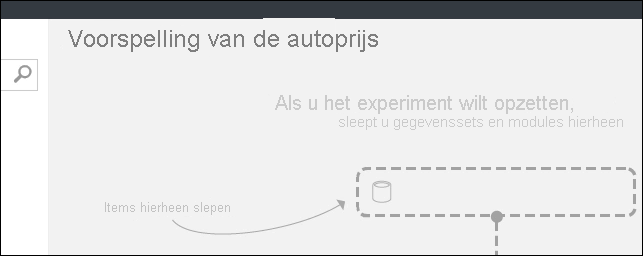 Voorspelling van de autoprijs
Als u het experiment wilt opzetten,
sleept u gegevenssets en modules hierheen
Items hierheen slepen